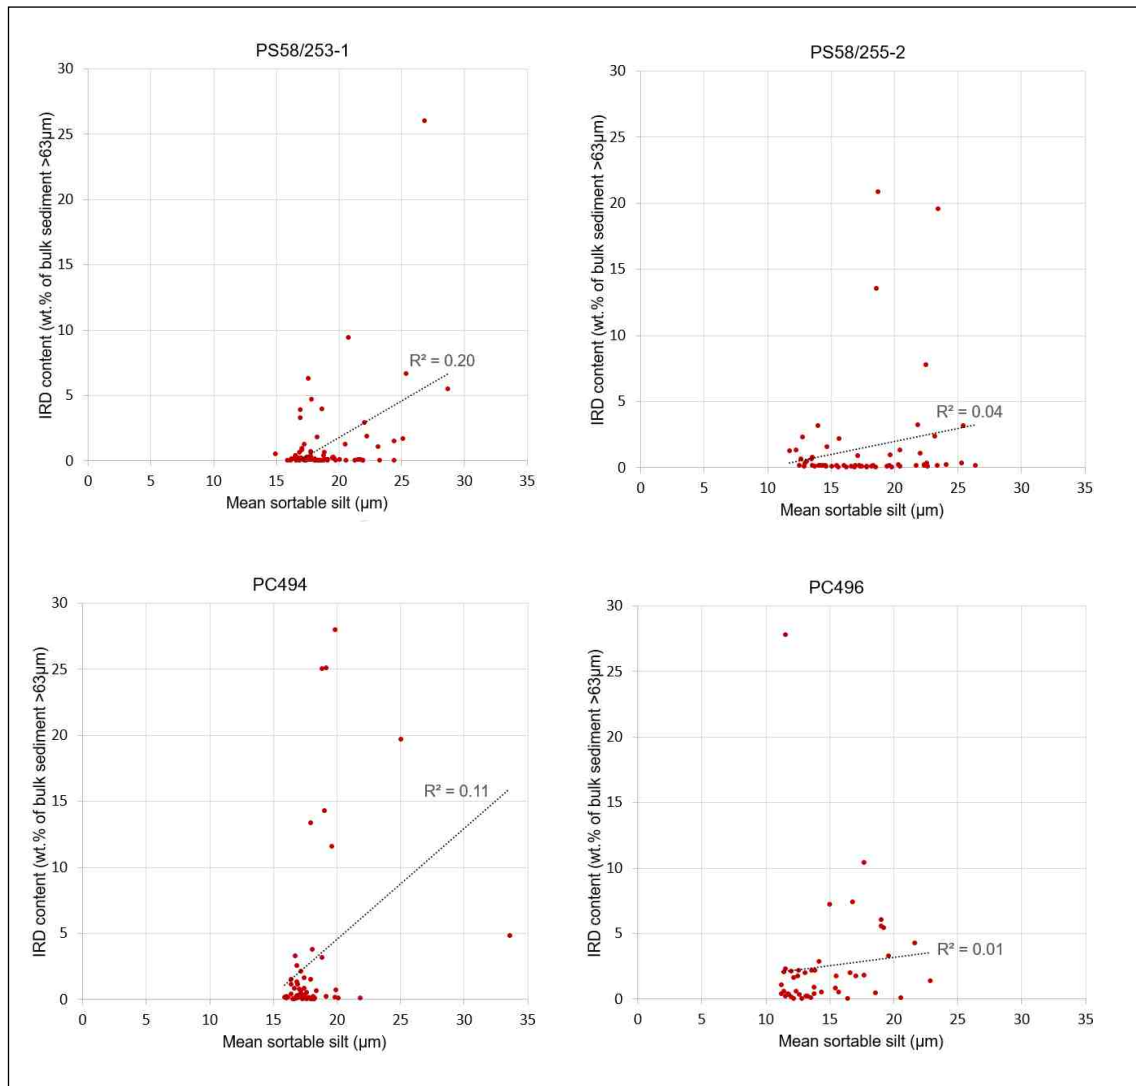 PS58/253-1
IRD content (wt.% of bulk sediment >63µm)
30
25
20
15
10
5
0
R² = 0.20
0 5 10 15 20 25 30 35
Mean sortable silt (µm)
PS58/255-2
IRD content (wt.% of bulk sediment >63µm)
30
25
20
15
10
5
0
R² = 0.04
0 5 10 15 20 25 30 35
Mean sortable silt (µm)
PC494
IRD content (wt.% of bulk sediment >63µm)
30
25
20
15
10
5
0
R² = 0.11
0 5 10 15 20 25 30 35
Mean sortable silt (µm)
PC496
IRD content (wt.% of bulk sediment >63µm)
30
25
20
15
10
5
0
R² = 0.01
0 5 10 15 20 25 30 35
Mean sortable silt (µm)